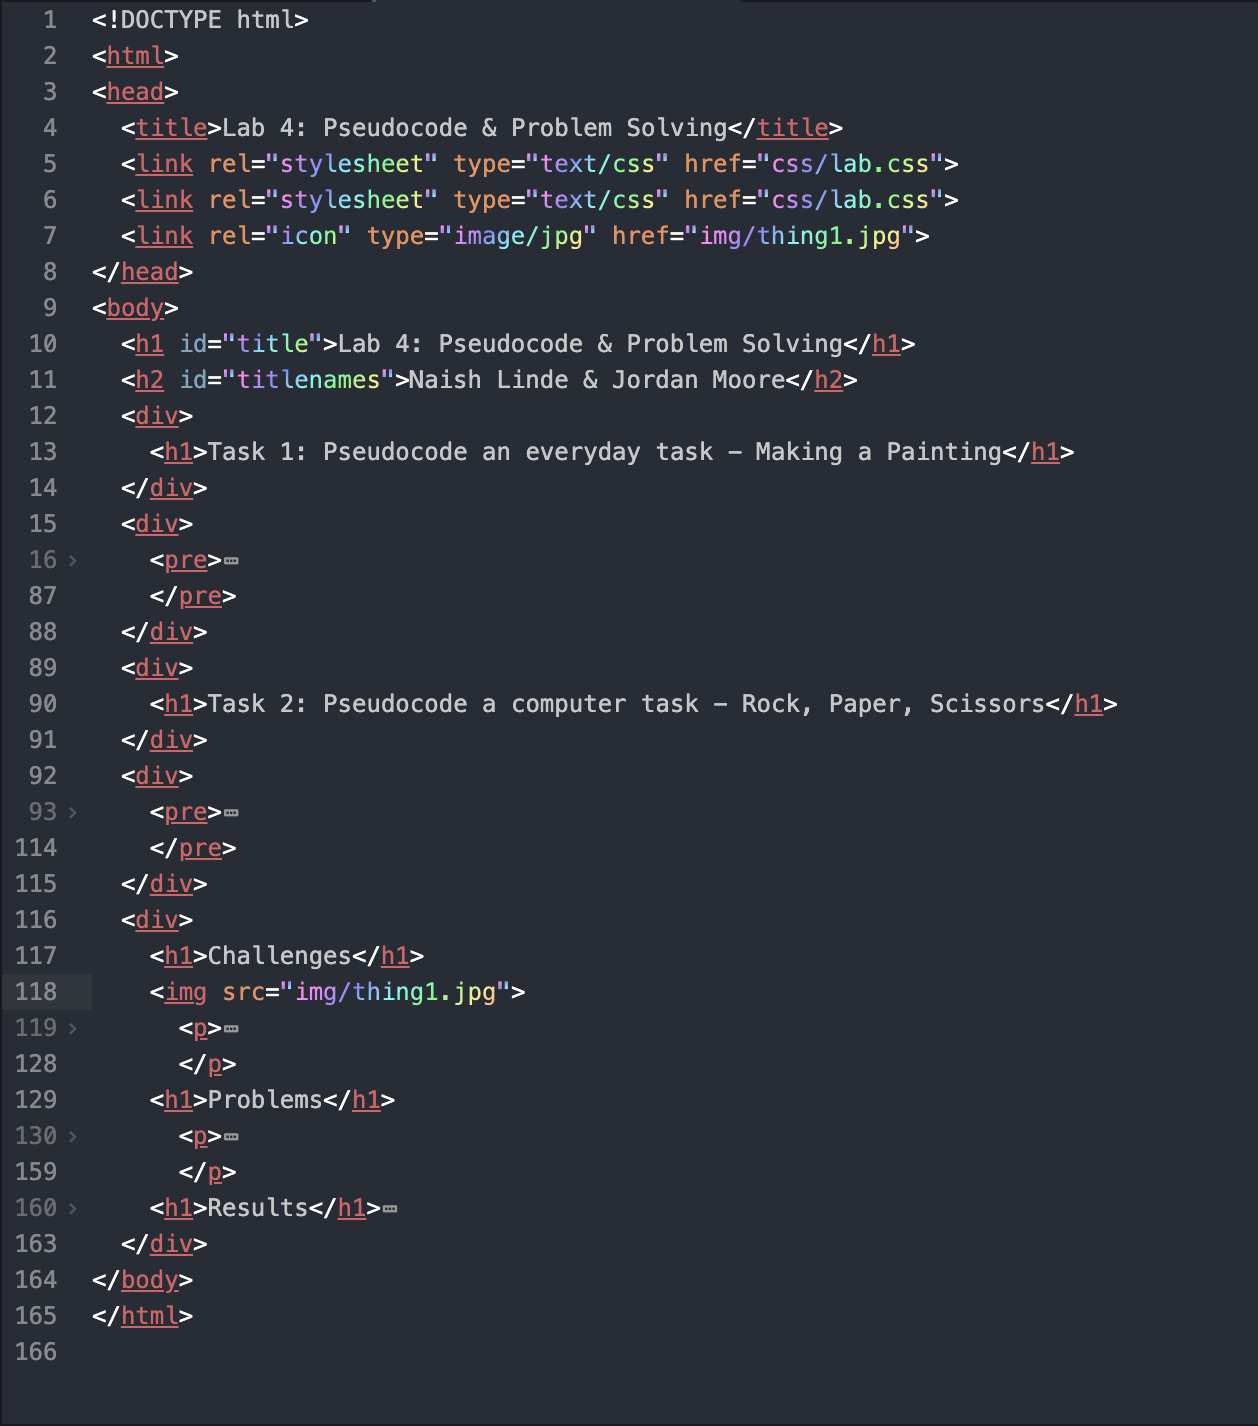 1 <!DOCTYPE html>
2 <html>
3 <head>
4 <title>Lab 4: Pseudocode & Problem Solving</title>
5 <link rel="stylesheet" type="text/css" href="css/lab.css">
6 <link rel="stylesheet" type="text/css" href="css/lab.css">
7 <link rel="icon" type="image/jpg" href="img/thing1.jpg">
8 </head>
9 <body>
10 <h1 id="title">Lab 4: Pseudocode & Problem Solving</h1>
11 <h2 id="titlenames">Naish Linde & Jordan Moore</h2>
12 <div>
13 <h1>Task 1: Pseudocode an everyday task – Making a Painting</h1>
14 </div>
15 <div>
16 <pre>
87 </pre>
88 </div>
89 <div>
90 <h1>Task 2: Pseudocode a computer task – Rock, Paper, Scissors</h1>
91 </div>
92 <div>
93 <pre>
114 </pre>
115 </div>
116 <div>
117 <h1>Challenges</h1>
118 <img src="img/thing1.jpg">
119 <p>
128 </p>
129 <h1>Problems</h1>
130 <p>
159 </p>
160 <h1>Results</h1>
163 </div>
164 </body>
165 </html>
166